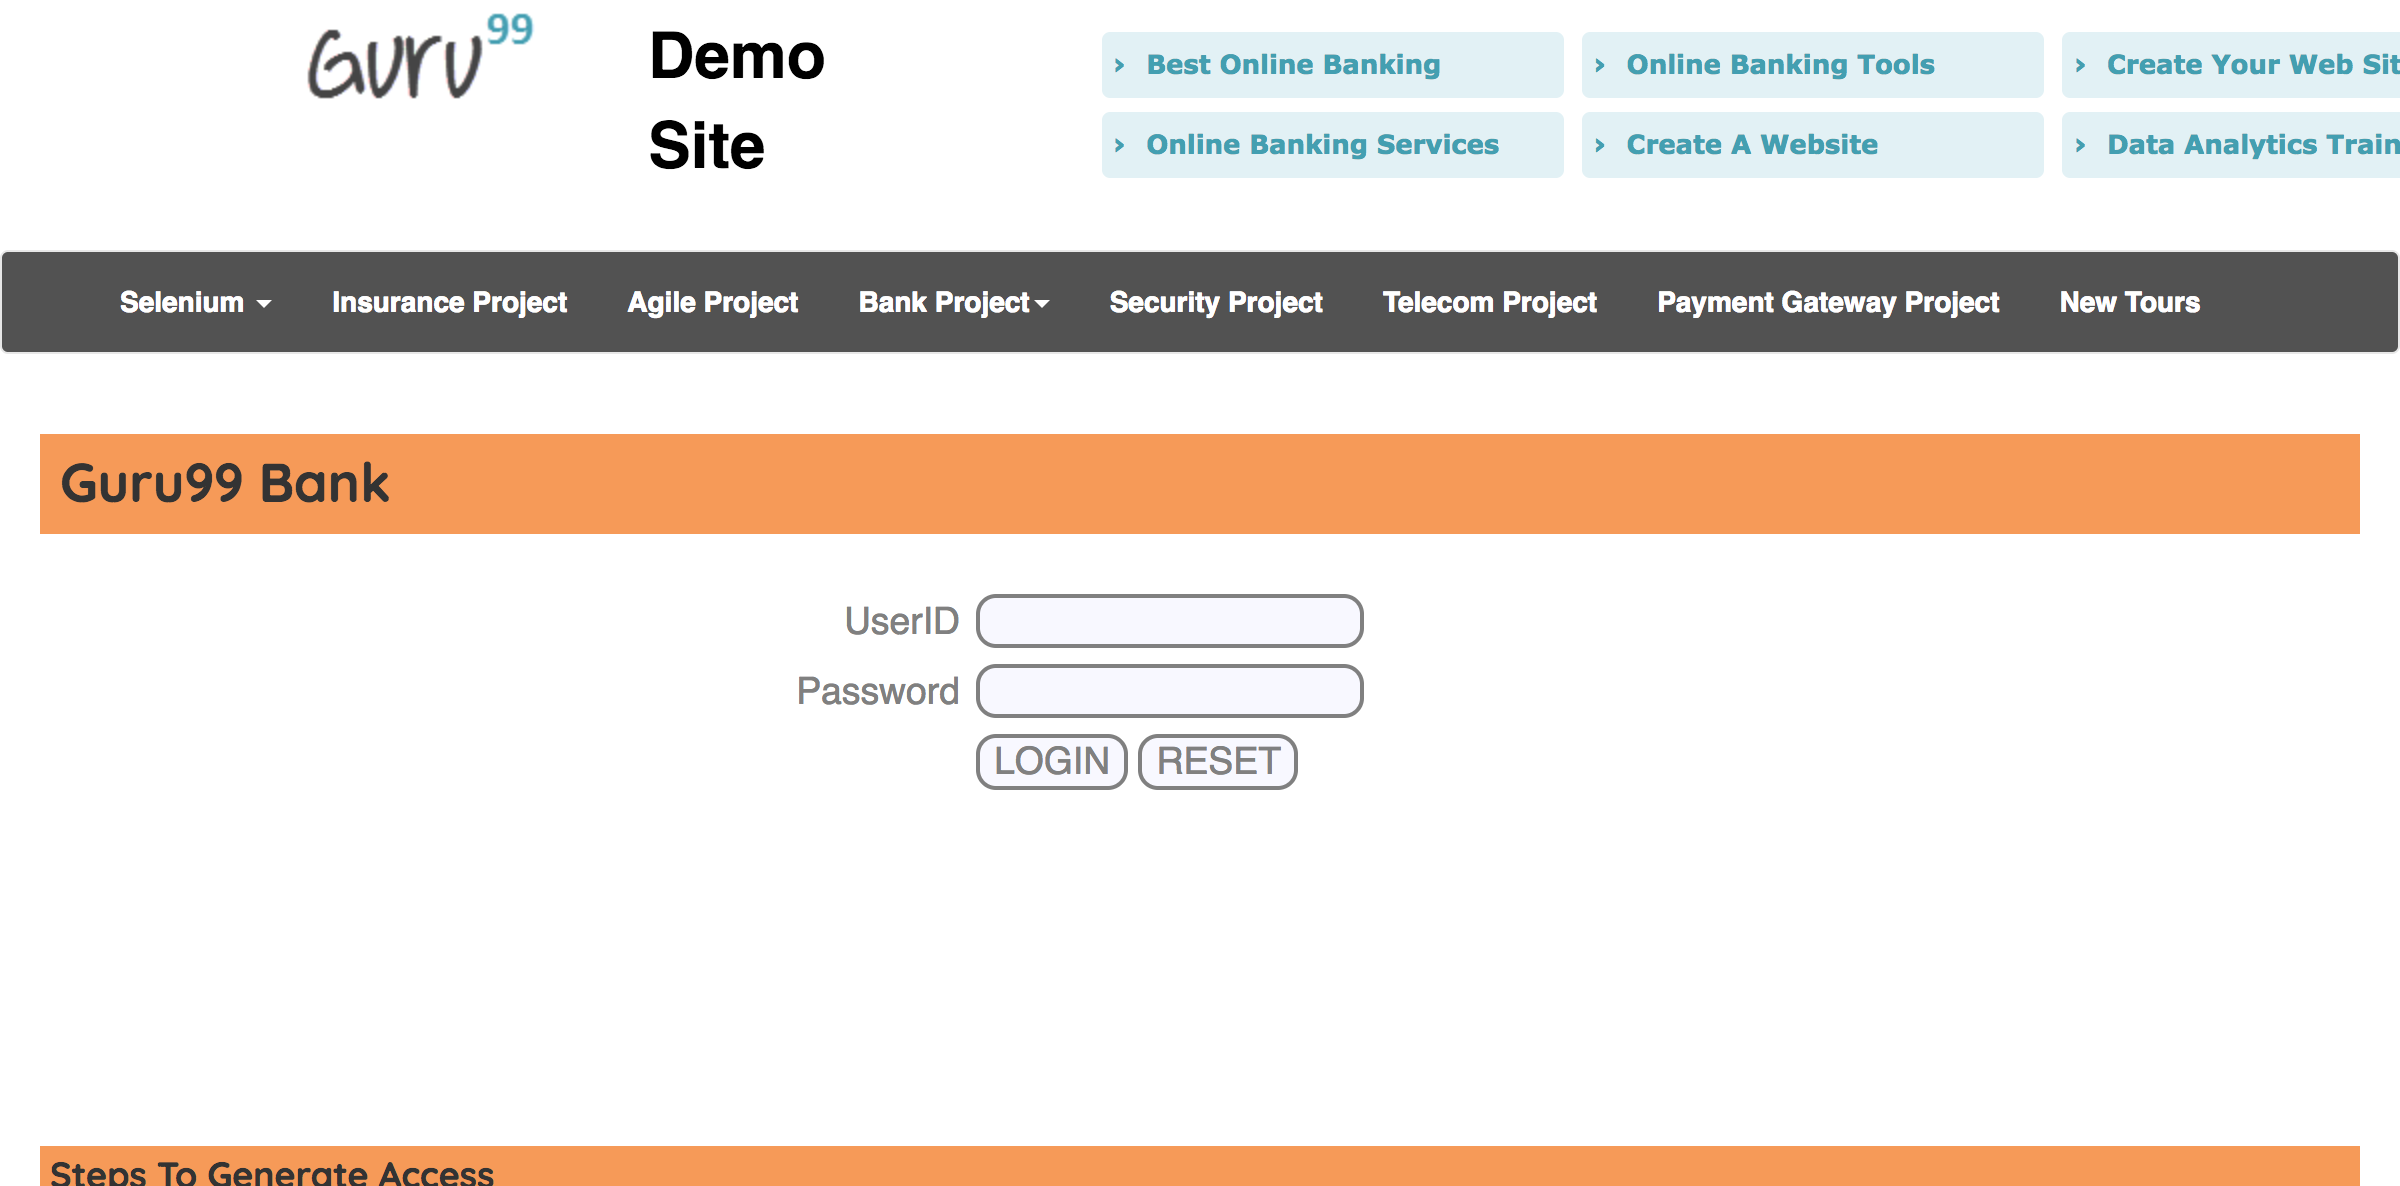 Guru99
Demo
Site
› Best Online Banking
› Online Banking Tools
› Create Your Web
› Online Banking Services
› Create A Website
› Data Analytics
Selenium
Insurance Project
Agile Project
Bank Project
Security Project
Telecom Project
Payment Gateway Project
New Tours
Guru99 Bank
UserID
Password
LOGIN RESET
Steps To Generate Access